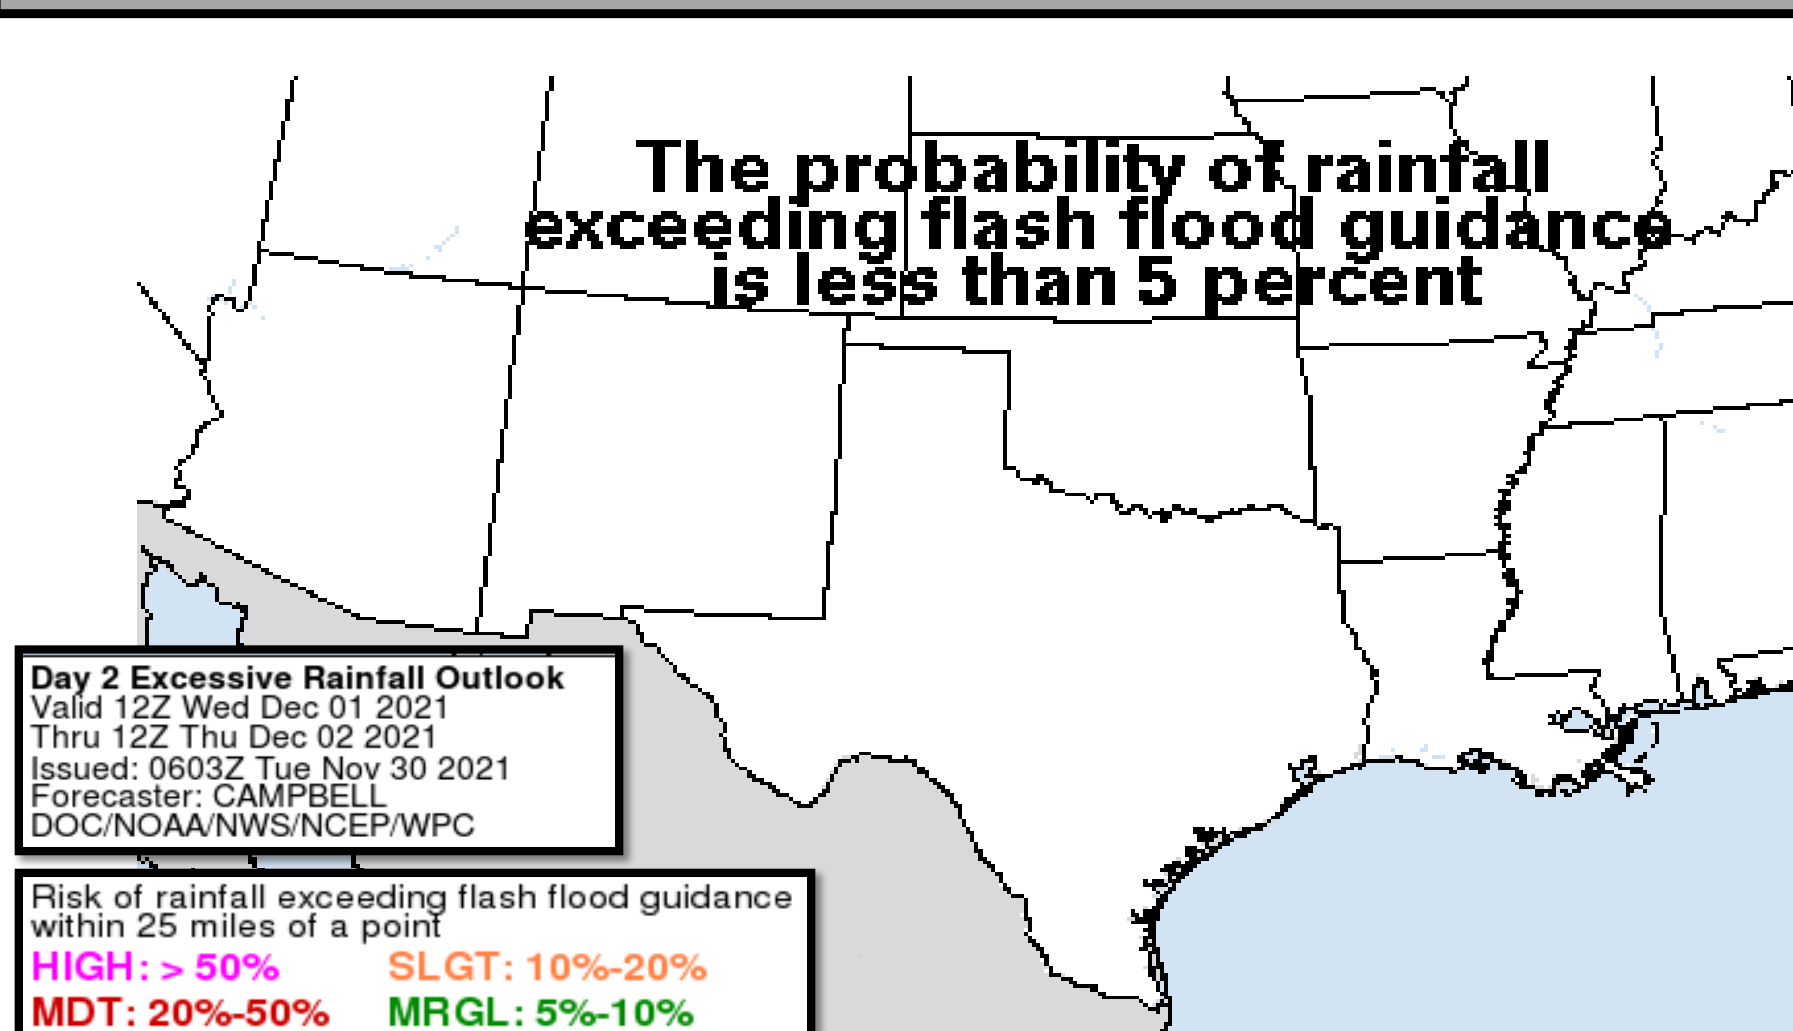 The probability of rainfall
exceeding flash flood guidance
is less than 5 percent
Day 2 Excessive Rainfall Outlook
Valid 12Z Wed Dec 01 2021
Thru 12Z Thu Dec 02 2021
Issued: 0603Z Tue Nov 30 2021
Forecaster: CAMPBELL
DOC/NOAA/NWS/NCEP/WPC
Risk of rainfall exceeding flash flood guidance
within 25 miles of a point
HIGH: > 50% SLGT: 10%-20%
MDT: 20%-50% MRGL: 5%-10%